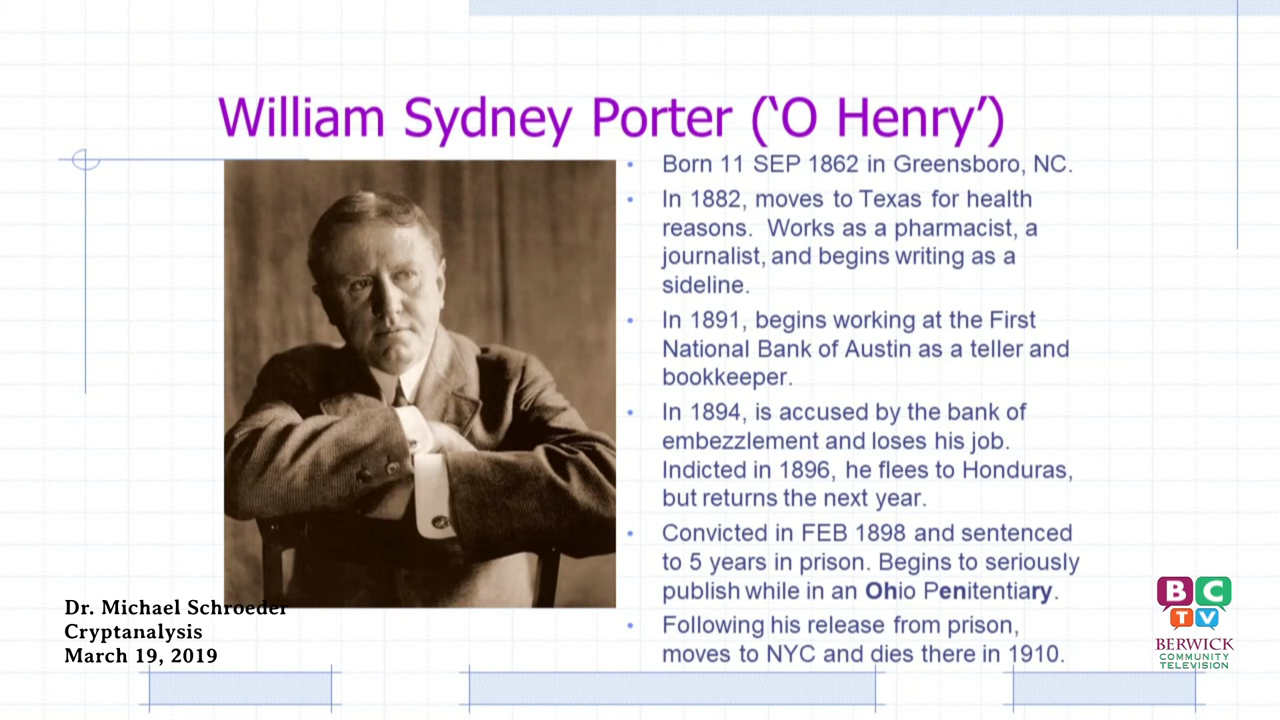 William Sydney Porter (‘O Henry’)
• Born 11 SEP 1862 in Greensboro, NC.
• In 1882, moves to Texas for health
reasons.  Works as a pharmacist, a
journalist, and begins writing as a
sideline.
• In 1891, begins working at the First
National Bank of Austin as a teller and
bookkeeper.
• In 1894, is accused by the bank of
embezzlement and loses his job.
Indicted in 1896, he flees to Honduras,
but returns the next year.
• Convicted in FEB 1898 and sentenced
to 5 years in prison. Begins to seriously
publish while in an Ohio Penitentiary.
• Following his release from prison,
moves to NYC and dies there in 1910.
Dr. Michael Schroeder
Cryptanalysis
March 19, 2019
BC
TV
BERWICK
COMMUNITY
TELEVISION